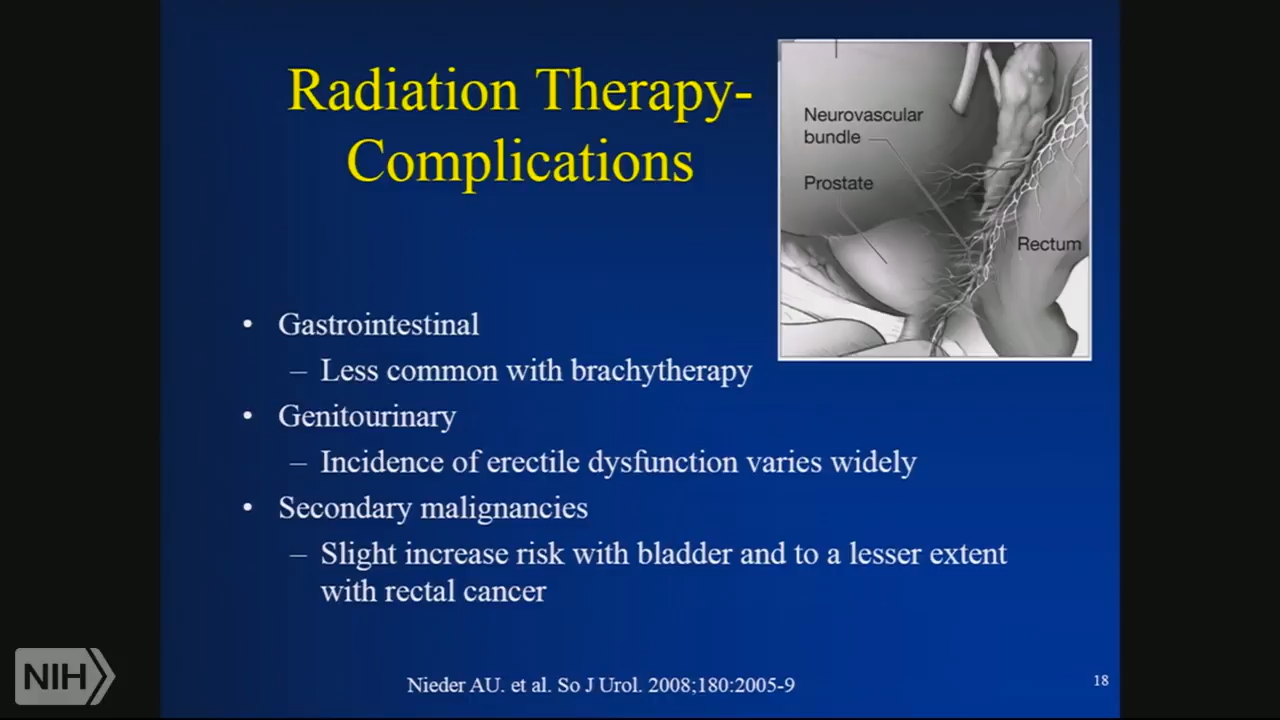 Radiation Therapy-
Complications
Neurovascular
bundle
Prostate
Rectum
• Gastrointestinal
– Less common with brachytherapy
• Genitourinary
– Incidence of erectile dysfunction varies widely
• Secondary malignancies
– Slight increase risk with bladder and to a lesser extent
with rectal cancer
NIH
Nieder AU. et al. So J Urol. 2008;180:2005-9
18